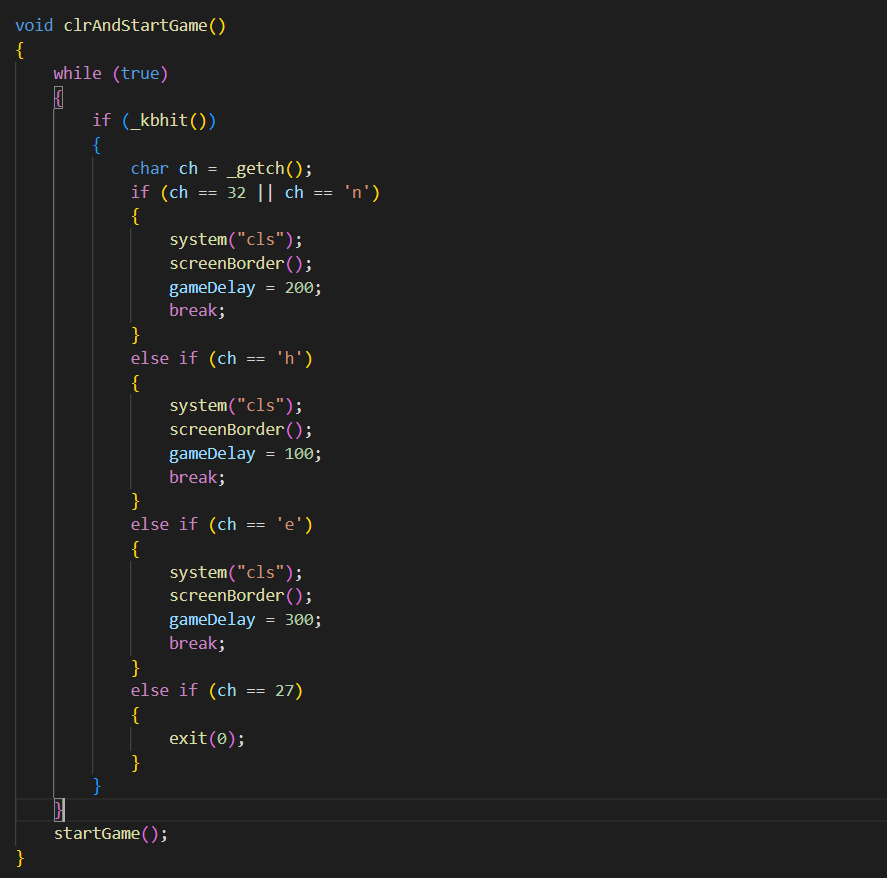 void clrAndStartGame()
{
    while (true)
    {
        if (_kbhit())
        {
            char ch = _getch();
            if (ch == 32 || ch == 'n')
            {
                system("cls");
                screenBorder();
                gameDelay = 200;
                break;
            }
            else if (ch == 'h')
            {
                system("cls");
                screenBorder();
                gameDelay = 100;
                break;
            }
            else if (ch == 'e')
            {
                system("cls");
                screenBorder();
                gameDelay = 300;
                break;
            }
            else if (ch == 27)
            {
                exit(0);
            }
        }
    }
    startGame();
}